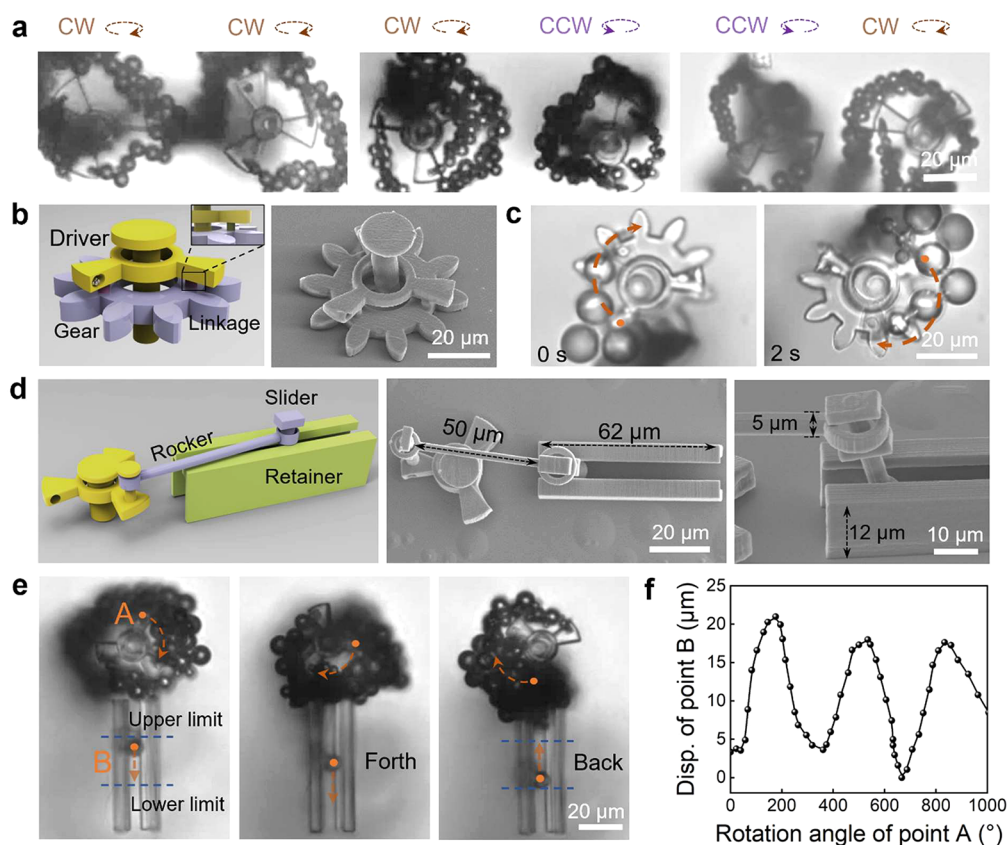 CW CW CW CCW CCW CW
a
20 µm
b
Driver
Gear
Linkage
20 µm
c
0 s
2 s
20 µm
d
Slider
Rocker
Retainer
50 µm
62 µm
20 µm
5 µm
12 µm
10 µm
e
A
Upper limit
B
Lower limit
Forth
Back
20 µm
f
Disp. of point B (µm)
25
20
15
10
5
0
0 200 400 600 800 1000
Rotation angle of point A (°)